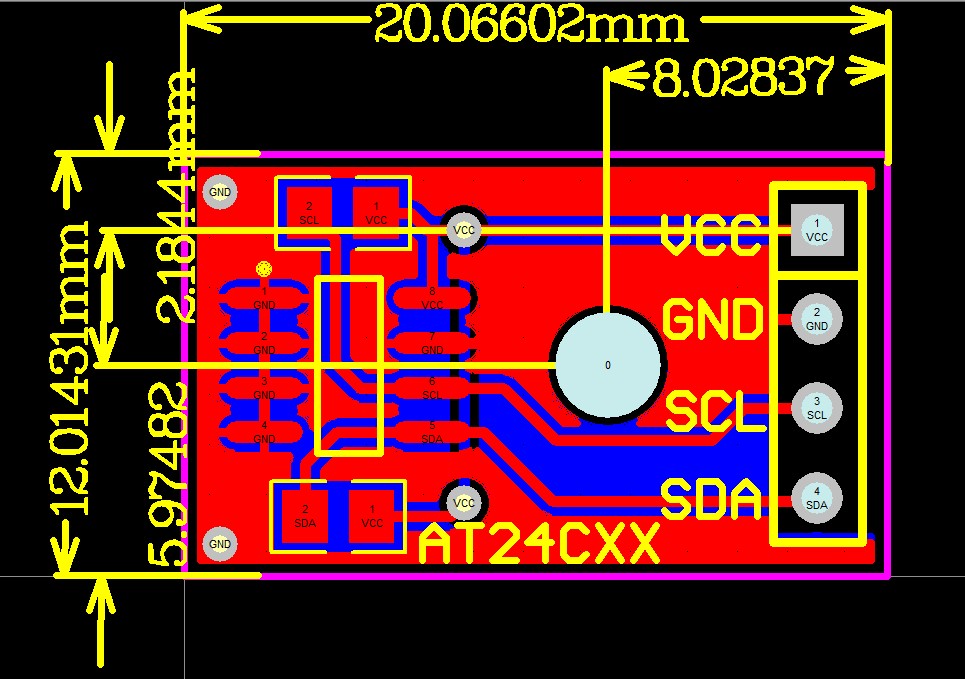 20.06602mm
8.02837
2.1844mm
12.01431mm
5.97482
GND
2
SCL
1
VCC
VCC
VCC
1
VCC
1
GND
2
GND
3
GND
4
GND
8
VCC
7
GND
6
SCL
5
SDA
0
GND
2
GND
SCL
3
SCL
SDA
4
SDA
2
SDA
1
VCC
VCC
GND
AT24CXX